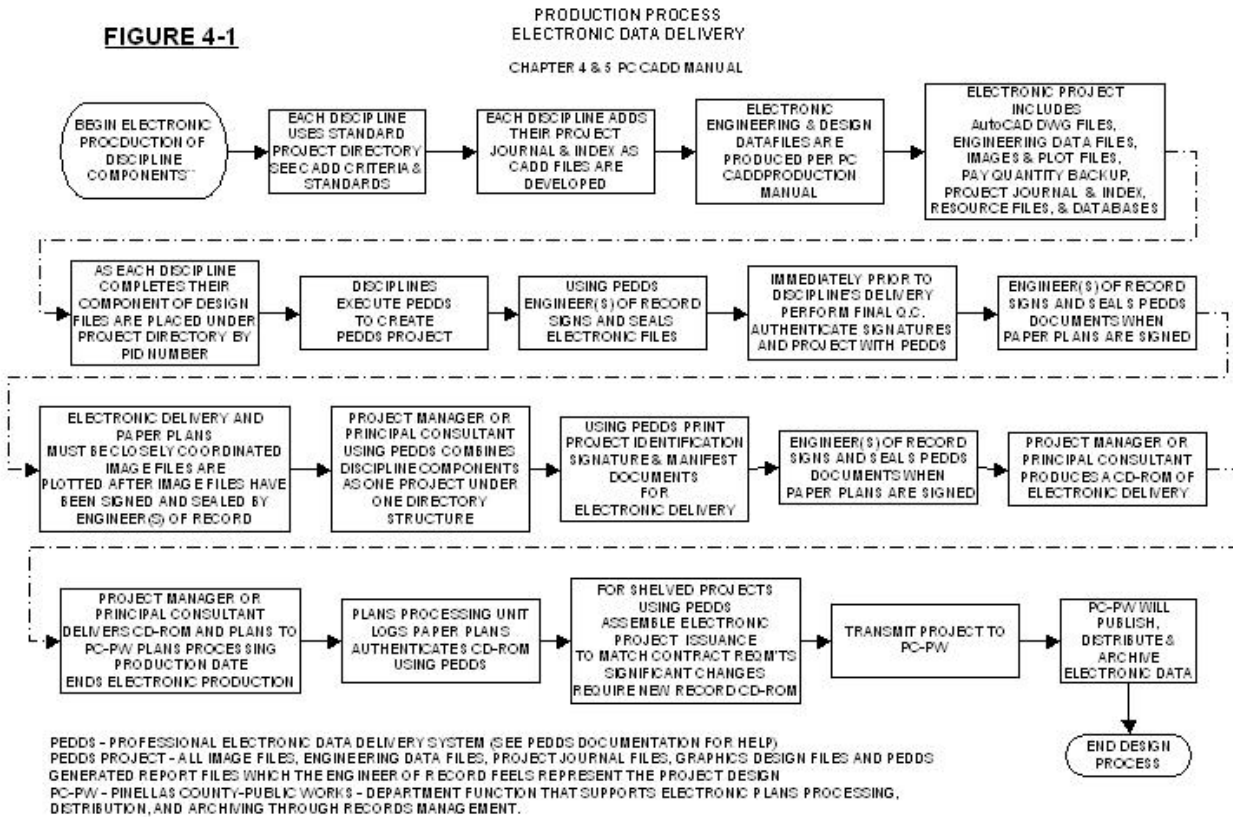 FIGURE 4-1
PRODUCTION PROCESS
ELECTRONIC DATA DELIVERY
CHAPTER 4 & 5 PC CADD MANUAL
BEGIN ELECTRONIC
PROCDUCTION OF
DISCIPLINE
COMPONENTS``
EACH DISCIPLINE
USES STANDARD
PROJECT DIRECTORY
SEE CADD CRITERIA &
STANDARDS
EACH DISCIPLINE ADDS
THEIR PROJECT
JOURNAL & INDEX AS
CADD FILES ARE
DEVELOPED
ELECTRONIC
ENGINEERING & DESIGN
DATAFILES ARE
PRODUCED PER PC
CADDPRODUCTION
MANUAL
ELECTRONIC PROJECT
INCLUDES
AutoCAD DWG FILES,
ENGINEERING DATA FILES,
IMAGES & PLOT FILES,
PAY QUANTITY BACKUP,
PROJECT JOURNAL & INDEX,
RESOURCE FILES, & DATABASES
AS EACH DISCIPLINE
COMPLETES THEIR
COMPONENT OF DESIGN
FILES ARE PLACED UNDER
PROJECT DIRECTORY BY
PID NUMBER
DISCIPLINES
EXECUTE PEDDS
TO CREATE
PEDDS PROJECT
USING PEDDS
ENGINEER(S) OF RECORD
SIGNS AND SEALS
ELECTRONIC FILES
IMMEDIATELY PRIOR TO
DISCIPLINE'S DELIVERY
PERFORM FINAL Q.C.
AUTHENTICATE SIGNATURES
AND PROJECT WITH PEDDS
ENGINEER(S) OF RECORD
SIGNS AND SEALS PEDDS
DOCUMENTS WHEN
PAPER PLANS ARE SIGNED
ELECTRONIC DELIVERY AND
PAPER PLANS
MUST BE CLOSELY COORDINATED
IMAGE FILES ARE
PLOTTED AFTER IMAGE FILES HAVE
BEEN SIGNED AND SEALED BY
ENGINEER(S) OF RECORD
PROJECT MANAGER OR
PRINCIPAL CONSULTANT
USING PEDDS COMBINES
DISCIPLINE COMPONENTS
AS ONE PROJECT UNDER
ONE DIRECTORY
STRUCTURE
USING PEDDS PRINT
PROJECT IDENTIFICATION
SIGNATURE & MANIFEST
DOCUMENTS
FOR
ELECTRONIC DELIVERY
ENGINEER(S) OF RECORD
SIGNS AND SEALS PEDDS
DOCUMENTS WHEN
PAPER PLANS ARE SIGNED
PROJECT MANAGER OR
PRINCIPAL CONSULTANT
PRODUCES A CD-ROM OF
ELECTRONIC DELIVERY
PROJECT MANAGER OR
PRINCIPAL CONSULTANT
DELIVERS CD-ROM AND PLANS TO
PC-PW PLANS PROCESSING
PRODUCTION DATE
ENDS ELECTRONIC PRODUCTION
PLANS PROCESSING UNIT
LOGS PAPER PLANS
AUTHENTICATES CD-ROM
USING PEDDS
FOR SHELVED PROJECTS
USING PEDDS
ASSEMBLE ELECTRONIC
PROJECT ISSUANCE
TO MATCH CONTRACT REQM'TS
SIGNIFICANT CHANGES
REQUIRE NEW RECORD CD-ROM
TRANSMIT PROJECT TO
PC-PW
PC-PW WILL
PUBLISH,
DISTRIBUTE &
ARCHIVE
ELECTRONIC DATA
END DESIGN
PROCESS
PEDDS - PROFESSIONAL ELECTRONIC DATA DELIVERY SYSTEM (SEE PEDDS DOCUMENTATION FOR HELP)
PEDDS PROJECT - ALL IMAGE FILES, ENGINEERING DATA FILES, PROJECT JOURNAL FILES, GRAPHICS DESIGN FILES AND PEDDS
GENERATED REPORT FILES WHICH THE ENGINEER OF RECORD FEELS REPRESENT THE PROJECT DESIGN
PC-PW - PINELLAS COUNTY-PUBLIC WORKS - DEPARTMENT FUNCTION THAT SUPPORTS ELECTRONIC PLANS PROCESSING,
DISTRIBUTION, AND ARCHIVING THROUGH RECORDS MANAGEMENT.